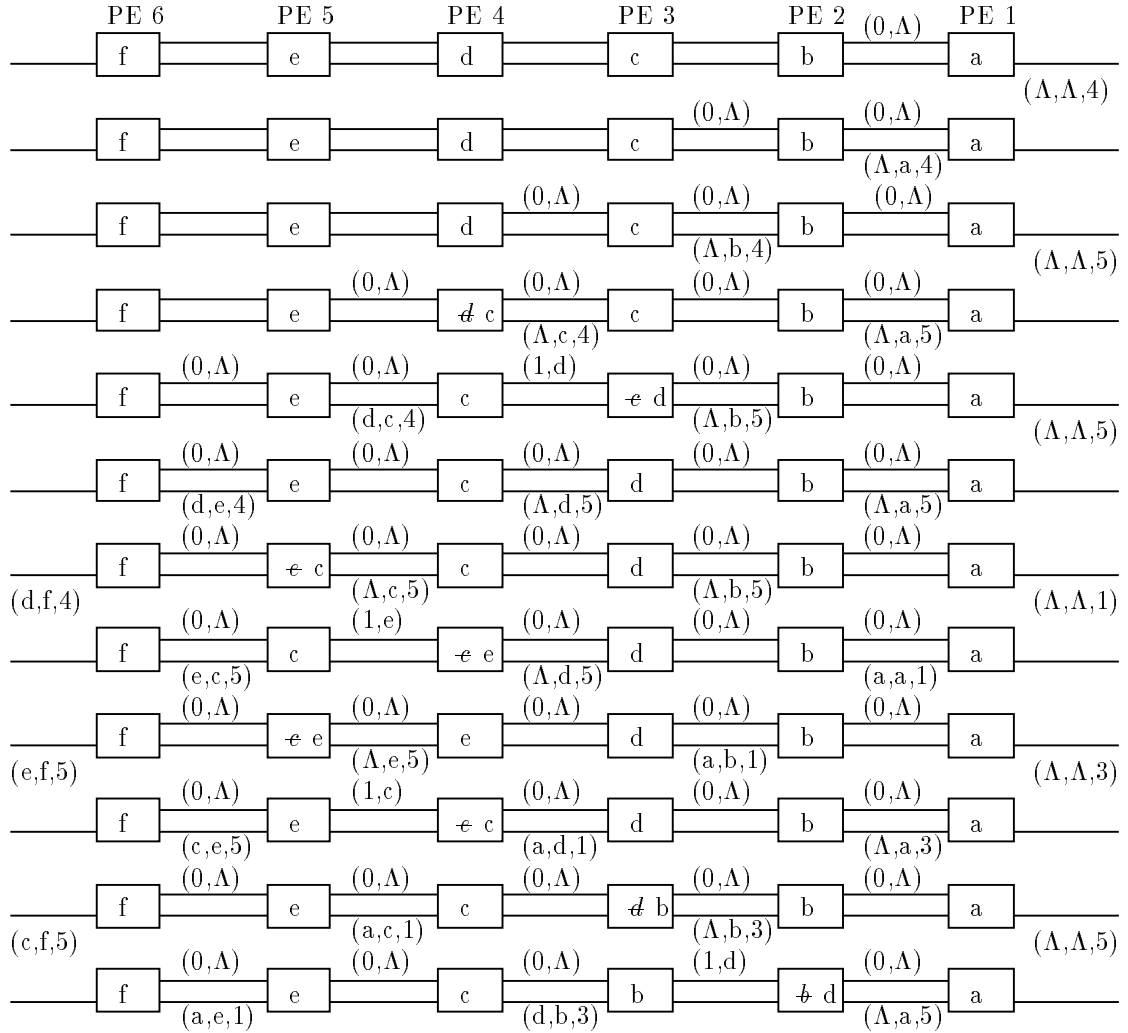 PE 6 PE 5 PE 4 PE 3 PE 2 PE 1
(0,Λ)
f e d c b a
(Λ,Λ,4)
(0,Λ) (0,Λ)
f e d c b a
(Λ,a,4)
(0,Λ) (0,Λ) (0,Λ)
f e d c b a
(Λ,b,4) (Λ,Λ,5)
(0,Λ) (0,Λ) (0,Λ) (0,Λ)
f e d c c b a
(Λ,c,4) (Λ,a,5)
(0,Λ) (0,Λ) (1,d) (0,Λ) (0,Λ)
f e c c d b a
(d,c,4) (Λ,b,5) (Λ,Λ,5)
(0,Λ) (0,Λ) (0,Λ) (0,Λ) (0,Λ)
f e c d b a
(d,e,4) (Λ,d,5) (Λ,a,5)
(0,Λ) (0,Λ) (0,Λ) (0,Λ) (0,Λ)
f e c c d b a
(d,f,4) (Λ,c,5) (Λ,b,5) (Λ,Λ,1)
(0,Λ) (1,e) (0,Λ) (0,Λ) (0,Λ)
f c c e d b a
(e,c,5) (Λ,d,5) (a,a,1)
(0,Λ) (0,Λ) (0,Λ) (0,Λ) (0,Λ)
f c e e d b a
(e,f,5) (Λ,e,5) (a,b,1) (Λ,Λ,3)
(0,Λ) (1,c) (0,Λ) (0,Λ) (0,Λ)
f e e c d b a
(c,e,5) (a,d,1) (Λ,a,3)
(0,Λ) (0,Λ) (0,Λ) (0,Λ) (0,Λ)
f e c d b b a
(c,f,5) (a,c,1) (Λ,b,3) (Λ,Λ,5)
(0,Λ) (0,Λ) (0,Λ) (1,d) (0,Λ)
f e c b b d a
(a,e,1) (d,b,3) (Λ,a,5)